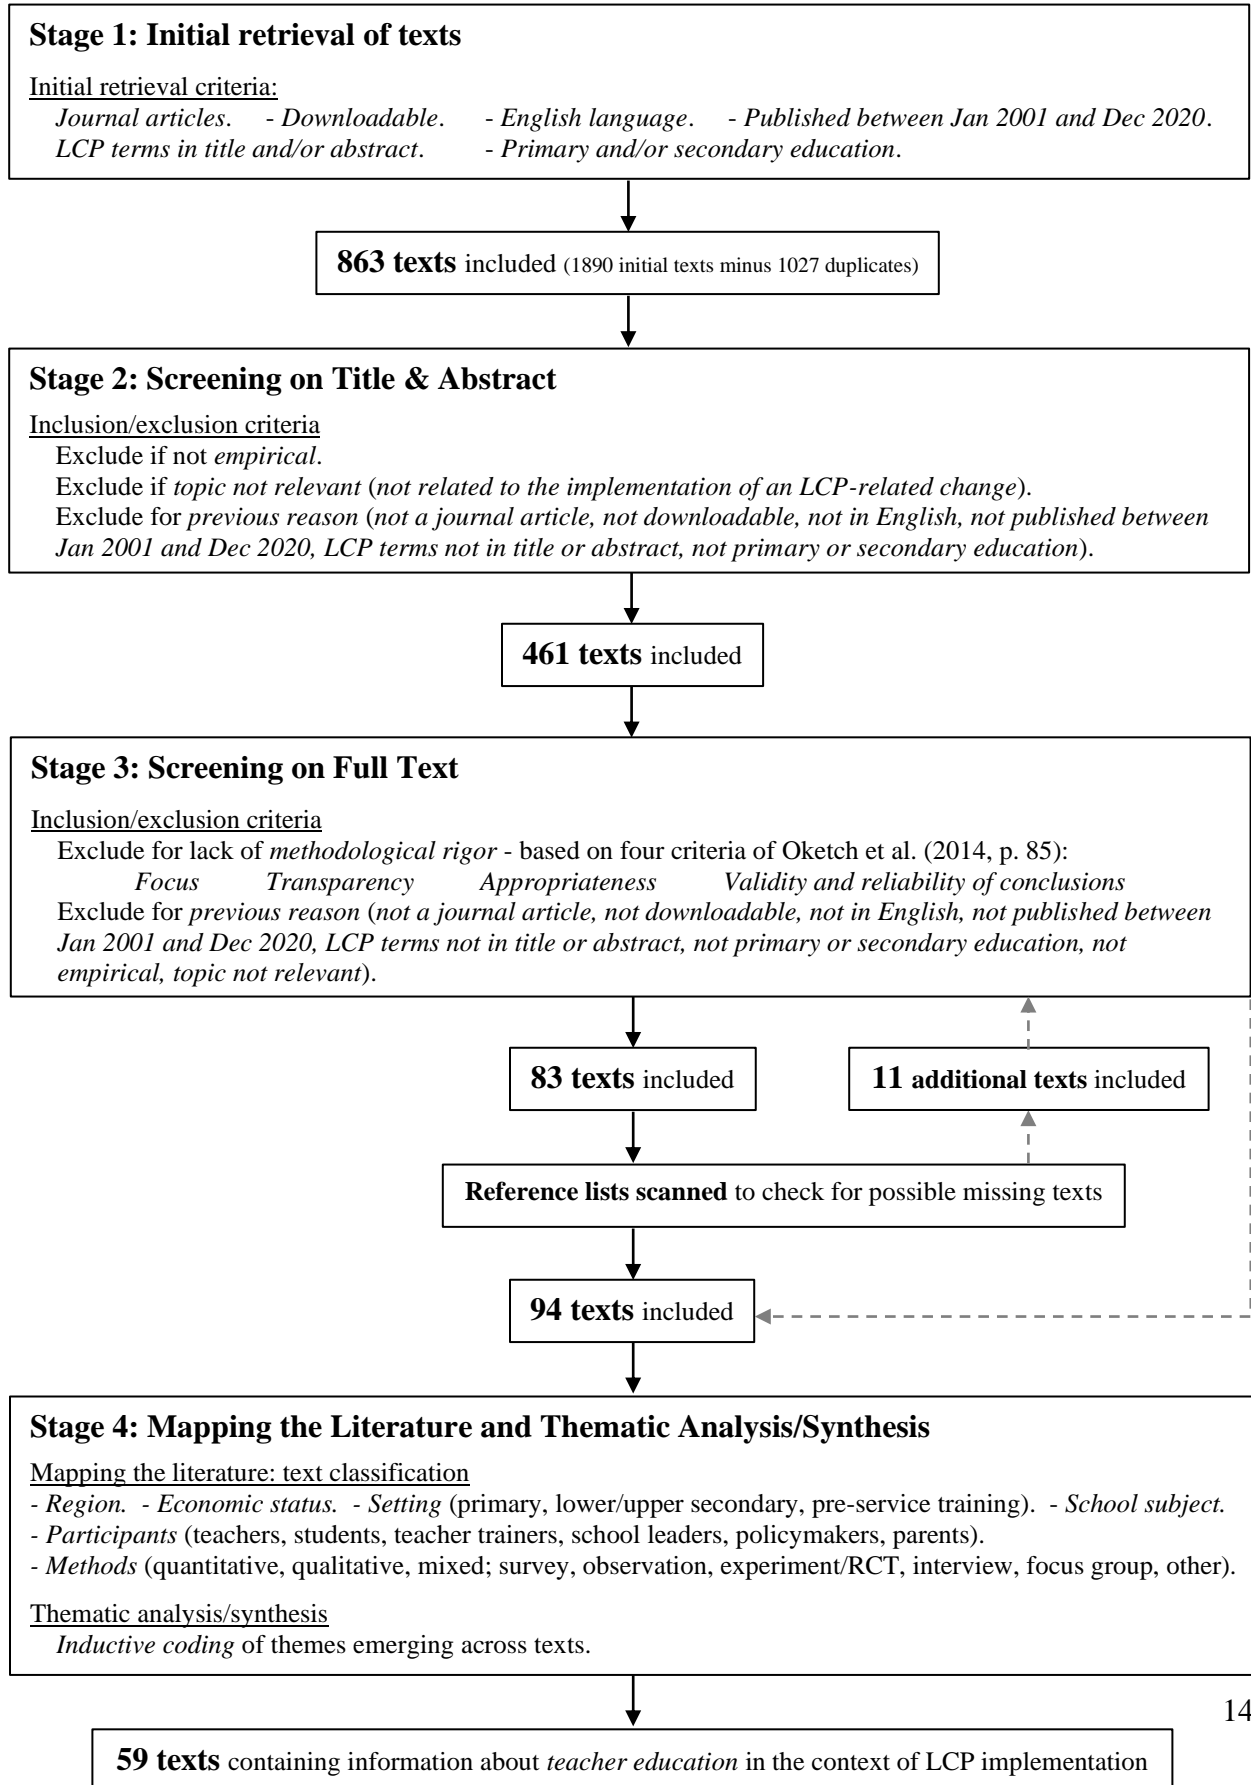 Stage 1: Initial retrieval of texts
Initial retrieval criteria:
Journal articles. - Downloadable. - English language. - Published between Jan 2001 and Dec 2020.
LCP terms in title and/or abstract. - Primary and/or secondary education.
863 texts included (1890 initial texts minus 1027 duplicates)
Stage 2: Screening on Title & Abstract
Inclusion/exclusion criteria
Exclude if not empirical.
Exclude if topic not relevant (not related to the implementation of an LCP-related change).
Exclude for previous reason (not a journal article, not downloadable, not in English, not published between
Jan 2001 and Dec 2020, LCP terms not in title or abstract, not primary or secondary education).
461 texts included
Stage 3: Screening on Full Text
Inclusion/exclusion criteria
Exclude for lack of methodological rigor - based on four criteria of Oketch et al. (2014, p. 85):
Focus Transparency Appropriateness Validity and reliability of conclusions
Exclude for previous reason (not a journal article, not downloadable, not in English, not published between
Jan 2001 and Dec 2020, LCP terms not in title or abstract, not primary or secondary education, not
empirical, topic not relevant).
83 texts included
11 additional texts included
Reference lists scanned to check for possible missing texts
94 texts included
Stage 4: Mapping the Literature and Thematic Analysis/Synthesis
Mapping the literature: text classification
- Region. - Economic status. - Setting (primary, lower/upper secondary, pre-service training). - School subject.
- Participants (teachers, students, teacher trainers, school leaders, policymakers, parents).
- Methods (quantitative, qualitative, mixed; survey, observation, experiment/RCT, interview, focus group, other).
Thematic analysis/synthesis
Inductive coding of themes emerging across texts.
14
59 texts containing information about teacher education in the context of LCP implementation